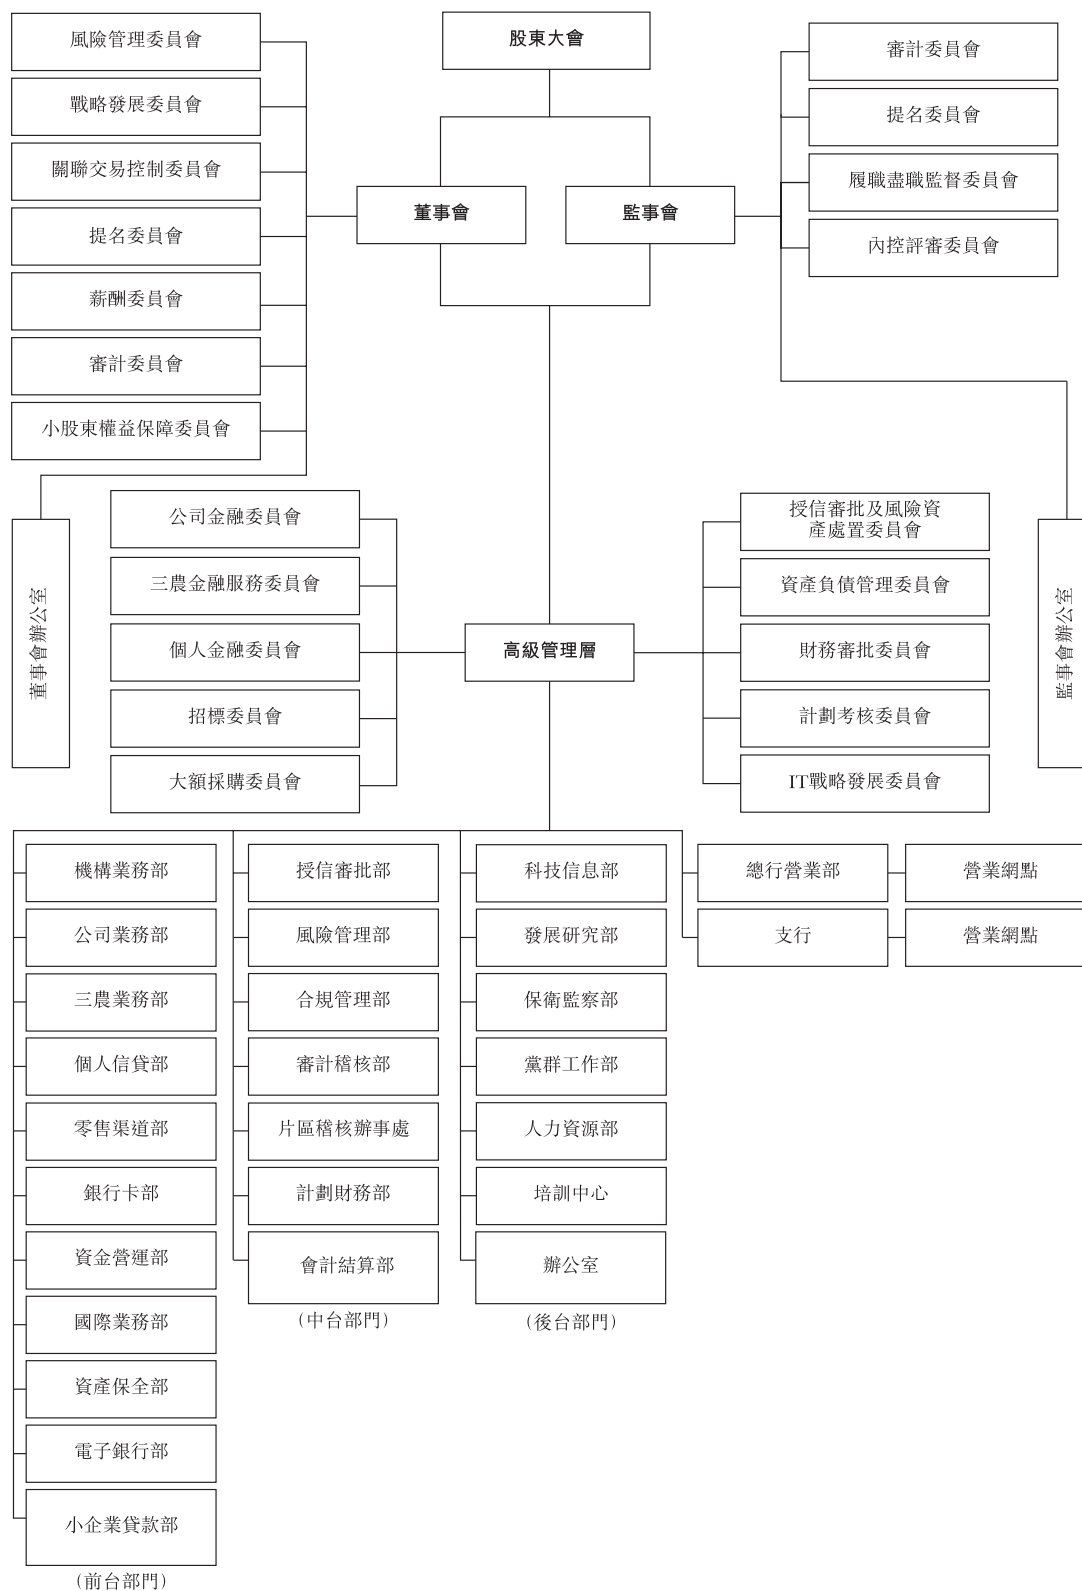 股東大會
董事會
監事會
風險管理委員會
戰略發展委員會
關聯交易控制委員會
提名委員會
薪酬委員會
審計委員會
小股東權益保障委員會
審計委員會
提名委員會
履職盡職監督委員會
內控評審委員會
董事會辦公室
監事會辦公室
高級管理層
公司金融委員會
三農金融服務委員會
個人金融委員會
招標委員會
大額採購委員會
授信審批及風險資
產處置委員會
資產負債管理委員會
財務審批委員會
計劃考核委員會
IT戰略發展委員會
機構業務部
公司業務部
三農業務部
個人信貸部
零售渠道部
銀行卡部
資金營運部
國際業務部
資產保全部
電子銀行部
小企業貸款部
(前台部門)
授信審批部
風險管理部
合規管理部
審計稽核部
片區稽核辦事處
計劃財務部
會計結算部
(中台部門)
科技信息部
發展研究部
保衛監察部
黨群工作部
人力資源部
培訓中心
辦公室
(後台部門)
總行營業部
營業網點
支行
營業網點